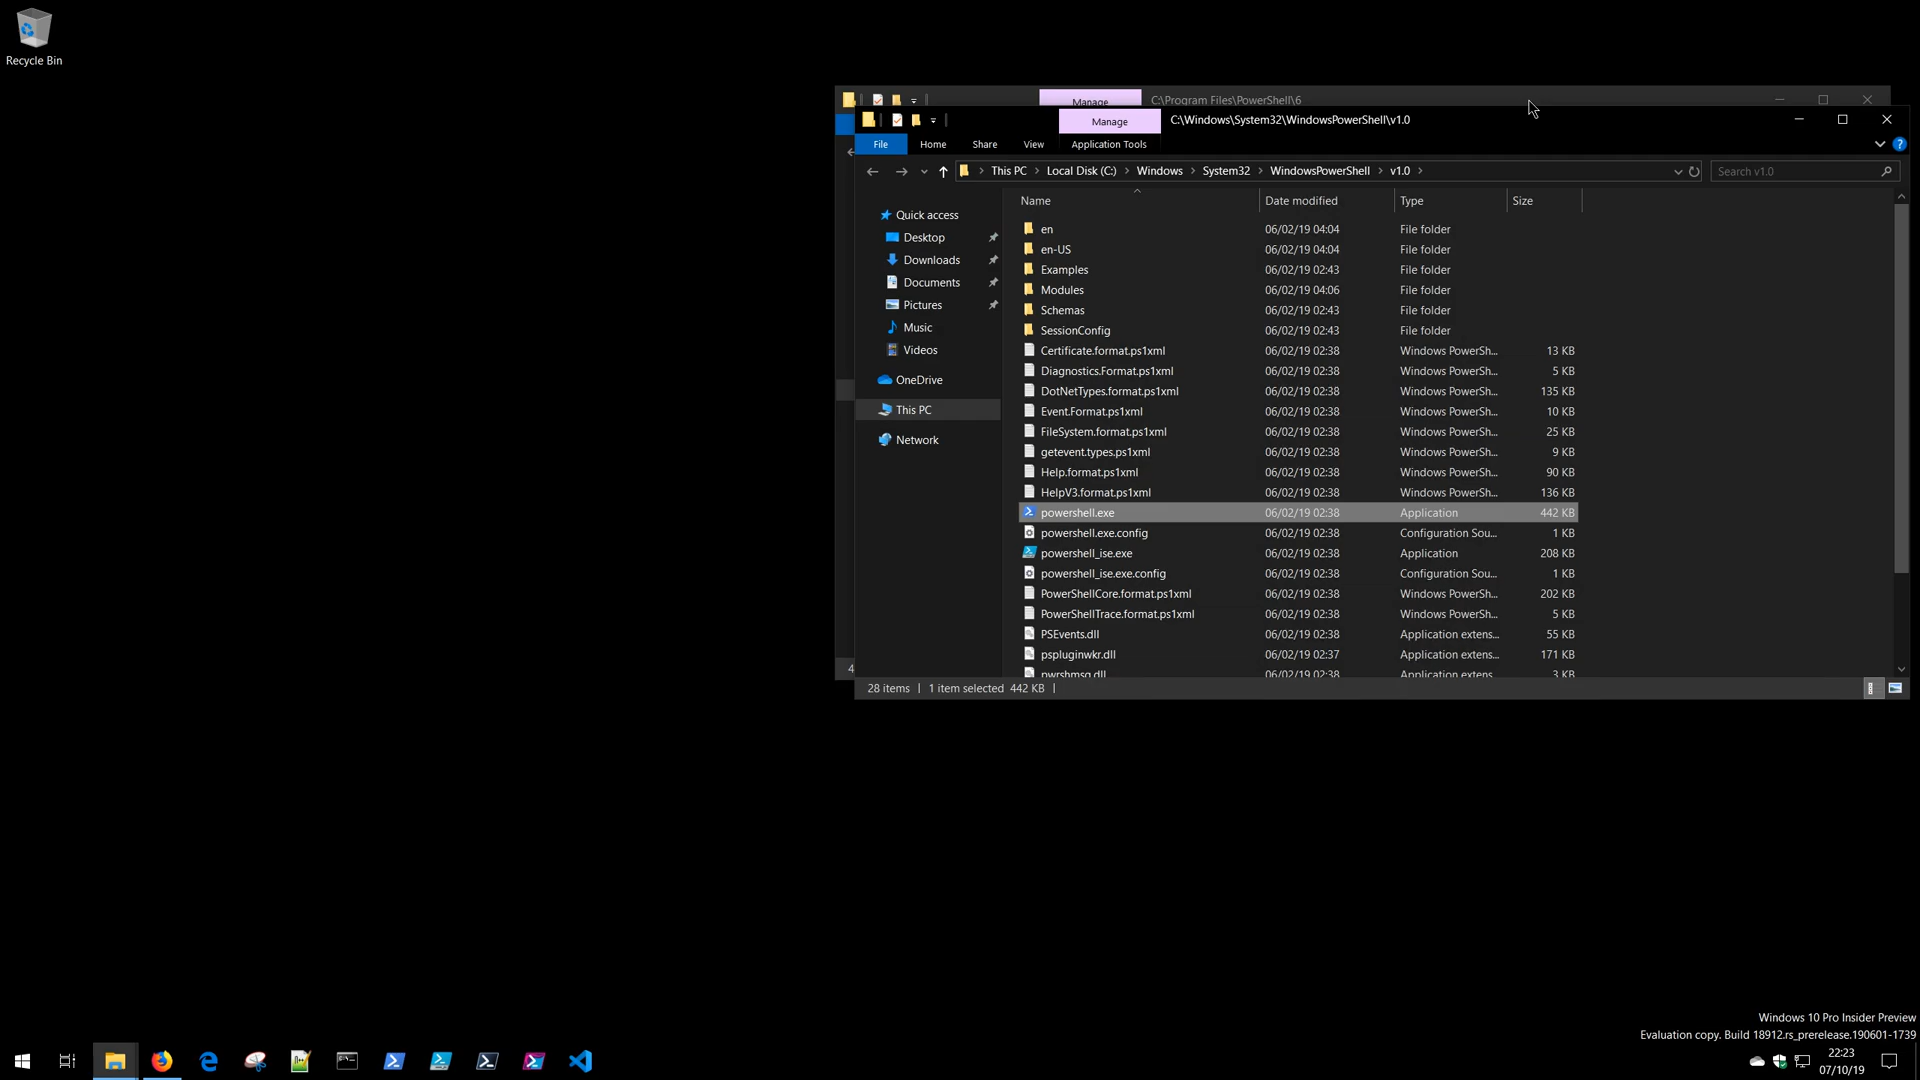 Recycle Bin
Manage C:\Program Files\PowerShell\6
Manage C:\Windows\System32\WindowsPowerShell\v1.0
File Home Share View Application Tools
This PC Local Disk (C:) Windows System32 WindowsPowerShell v1.0 Search v1.0
Quick access
Desktop
Downloads
Documents
Pictures
Music
Videos
OneDrive
This PC
Network
Name Date modified Type Size
en 06/02/19 04:04 File folder
en-US 06/02/19 04:04 File folder
Examples 06/02/19 02:43 File folder
Modules 06/02/19 04:06 File folder
Schemas 06/02/19 02:43 File folder
SessionConfig 06/02/19 02:43 File folder
Certificate.format.ps1xml 06/02/19 02:38 Windows PowerSh... 13 KB
Diagnostics.Format.ps1xml 06/02/19 02:38 Windows PowerSh... 5 KB
DotNetTypes.format.ps1xml 06/02/19 02:38 Windows PowerSh... 135 KB
Event.Format.ps1xml 06/02/19 02:38 Windows PowerSh... 10 KB
FileSystem.format.ps1xml 06/02/19 02:38 Windows PowerSh... 25 KB
getevent.types.ps1xml 06/02/19 02:38 Windows PowerSh... 9 KB
Help.format.ps1xml 06/02/19 02:38 Windows PowerSh... 90 KB
HelpV3.format.ps1xml 06/02/19 02:38 Windows PowerSh... 136 KB
powershell.exe 06/02/19 02:38 Application 442 KB
powershell.exe.config 06/02/19 02:38 Configuration Sou... 1 KB
powershell_ise.exe 06/02/19 02:38 Application 208 KB
powershell_ise.exe.config 06/02/19 02:38 Configuration Sou... 1 KB
PowerShellCore.format.ps1xml 06/02/19 02:38 Windows PowerSh... 202 KB
PowerShellTrace.format.ps1xml 06/02/19 02:38 Windows PowerSh... 5 KB
PSEvents.dll 06/02/19 02:38 Application extens... 55 KB
pspluginwkr.dll 06/02/19 02:37 Application extens... 171 KB
pwrshmsg.dll 06/02/19 02:38 Application extens... 3 KB
4
28 items 1 item selected 442 KB
Windows 10 Pro Insider Preview
Evaluation copy. Build 18912.rs_prerelease.190601-1739
22:23
07/10/19